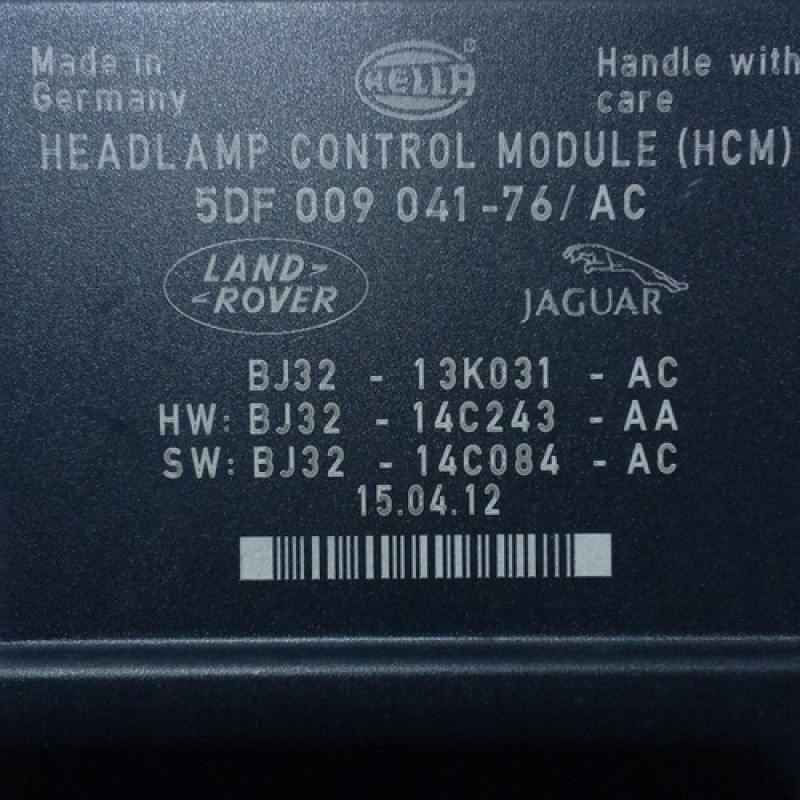 Made in
Germany
HELLA®
Handle with
care
HEADLAMP CONTROL MODULE (HCM)
5DF 009 041-76/ AC
LAND
ROVER
JAGUAR
BJ32 - 13K031 - AC
HW: BJ32 - 14C243 - AA
SW: BJ32 - 14C084 - AC
15.04.12